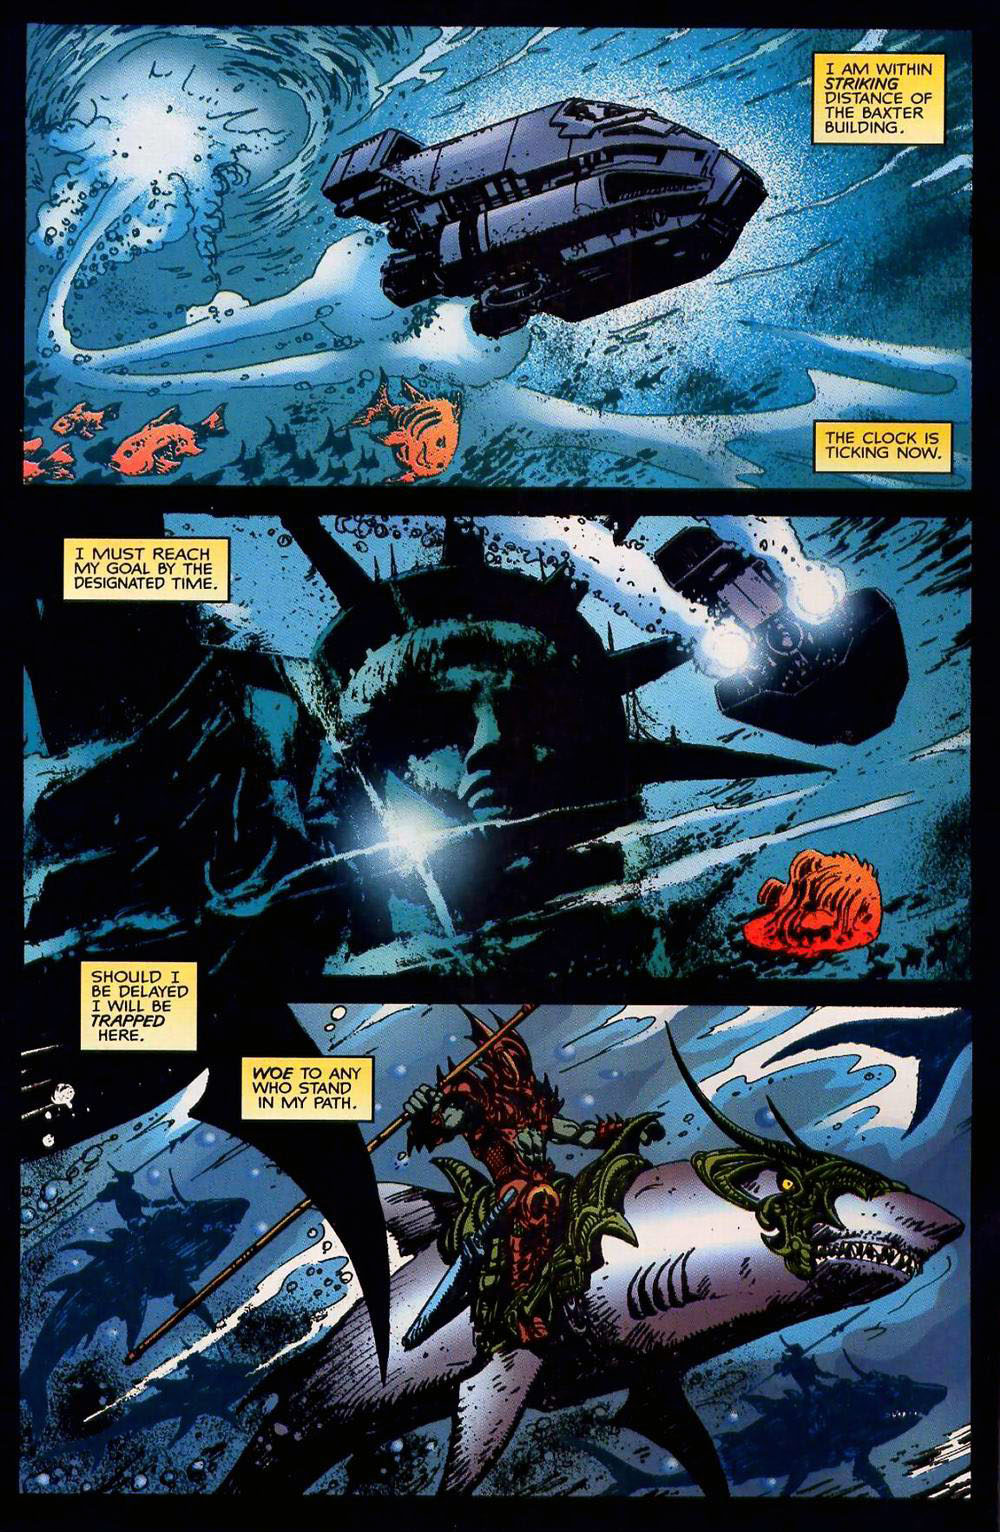 I AM WITHIN
STRIKING
DISTANCE OF
THE BAXTER
BUILDING.
THE CLOCK IS
TICKING NOW.
I MUST REACH
MY GOAL BY THE
DESIGNATED TIME.
SHOULD I
BE DELAYED
I WILL BE
TRAPPED
HERE.
WOE TO ANY
WHO STAND
IN MY PATH.